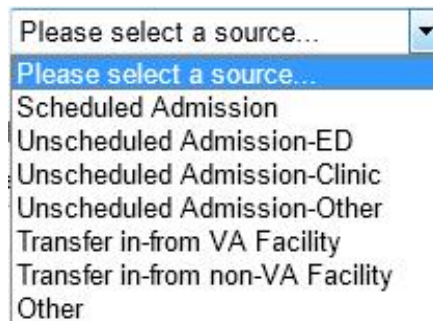 Please select a source...
Please select a source...
Scheduled Admission
Unscheduled Admission-ED
Unscheduled Admission-Clinic
Unscheduled Admission-Other
Transfer in-from VA Facility
Transfer in-from non-VA Facility
Other